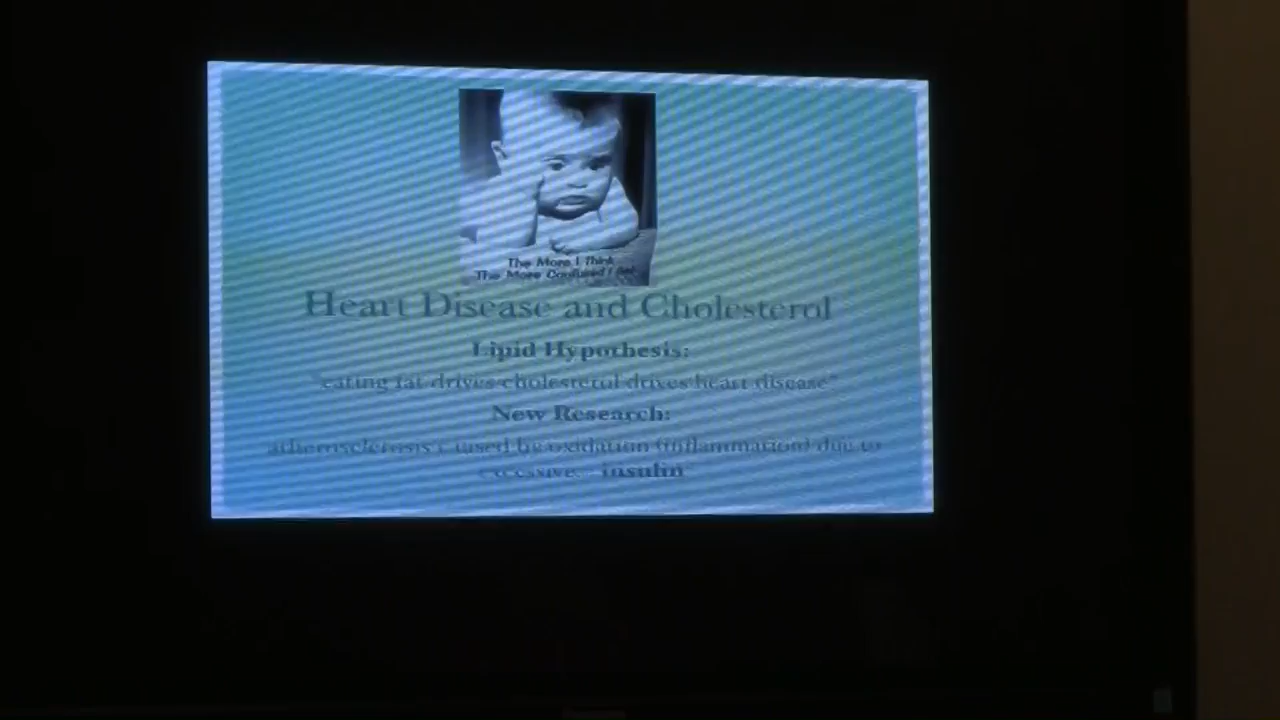 The More I Think
The More Confused I Get
Heart Disease and Cholesterol
Lipid Hypothesis:
"eating fat drives cholesterol drives heart disease"
New Research:
atherosclerosis caused by oxidation (inflammation) due to
excessive insulin